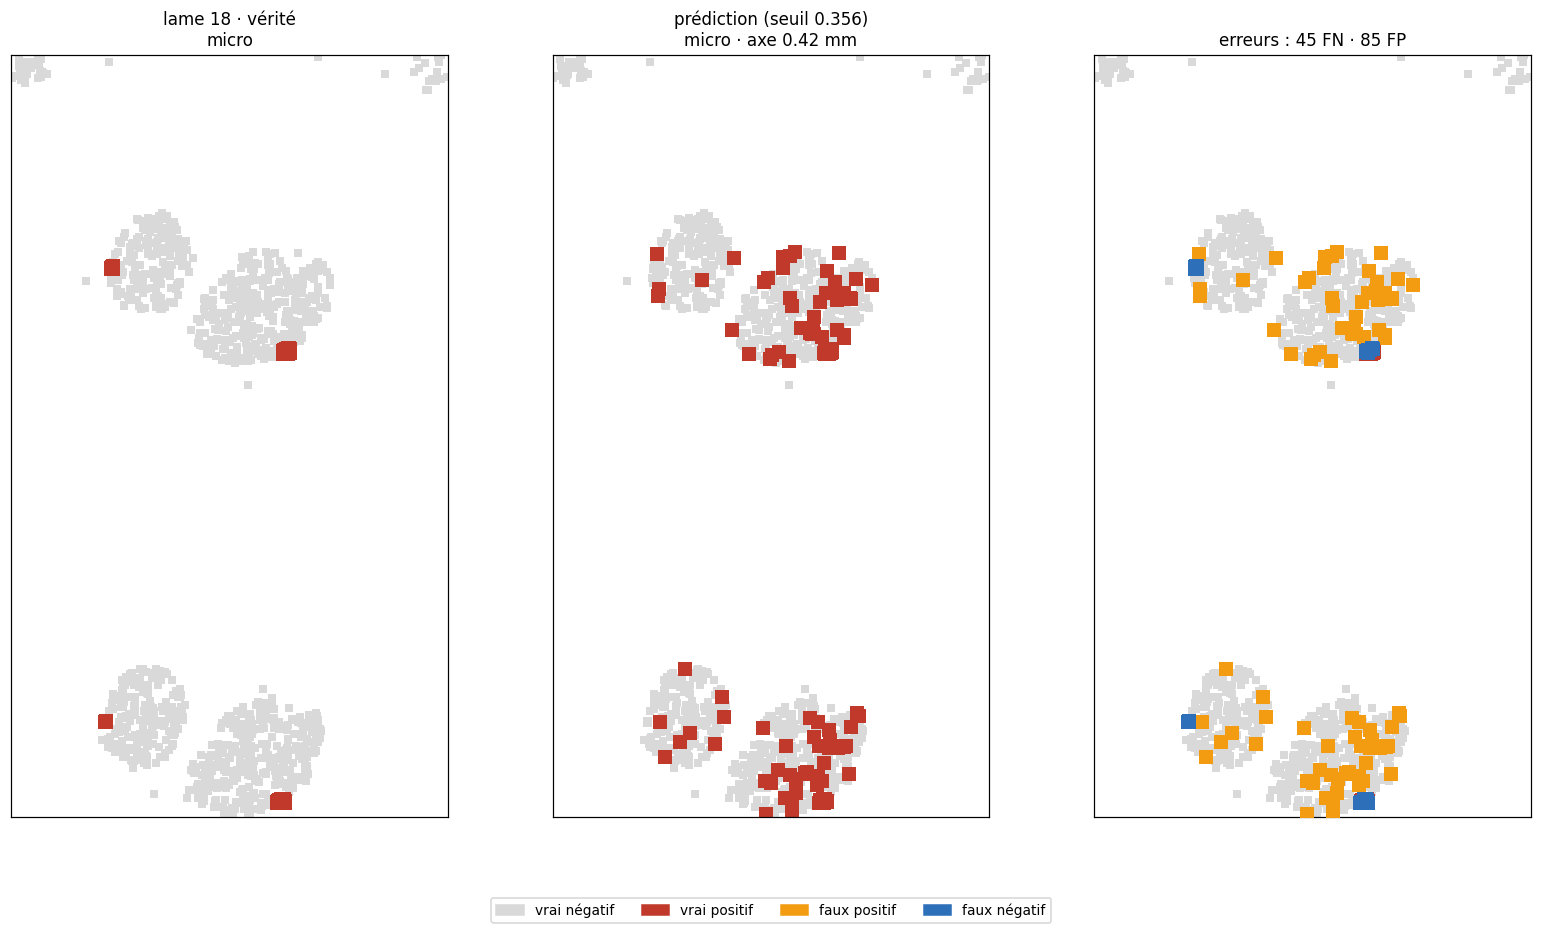 lame 18 · vérité
micro
prédiction (seuil 0.356)
micro · axe 0.42 mm
erreurs : 45 FN · 85 FP
vrai négatif
vrai positif
faux positif
faux négatif